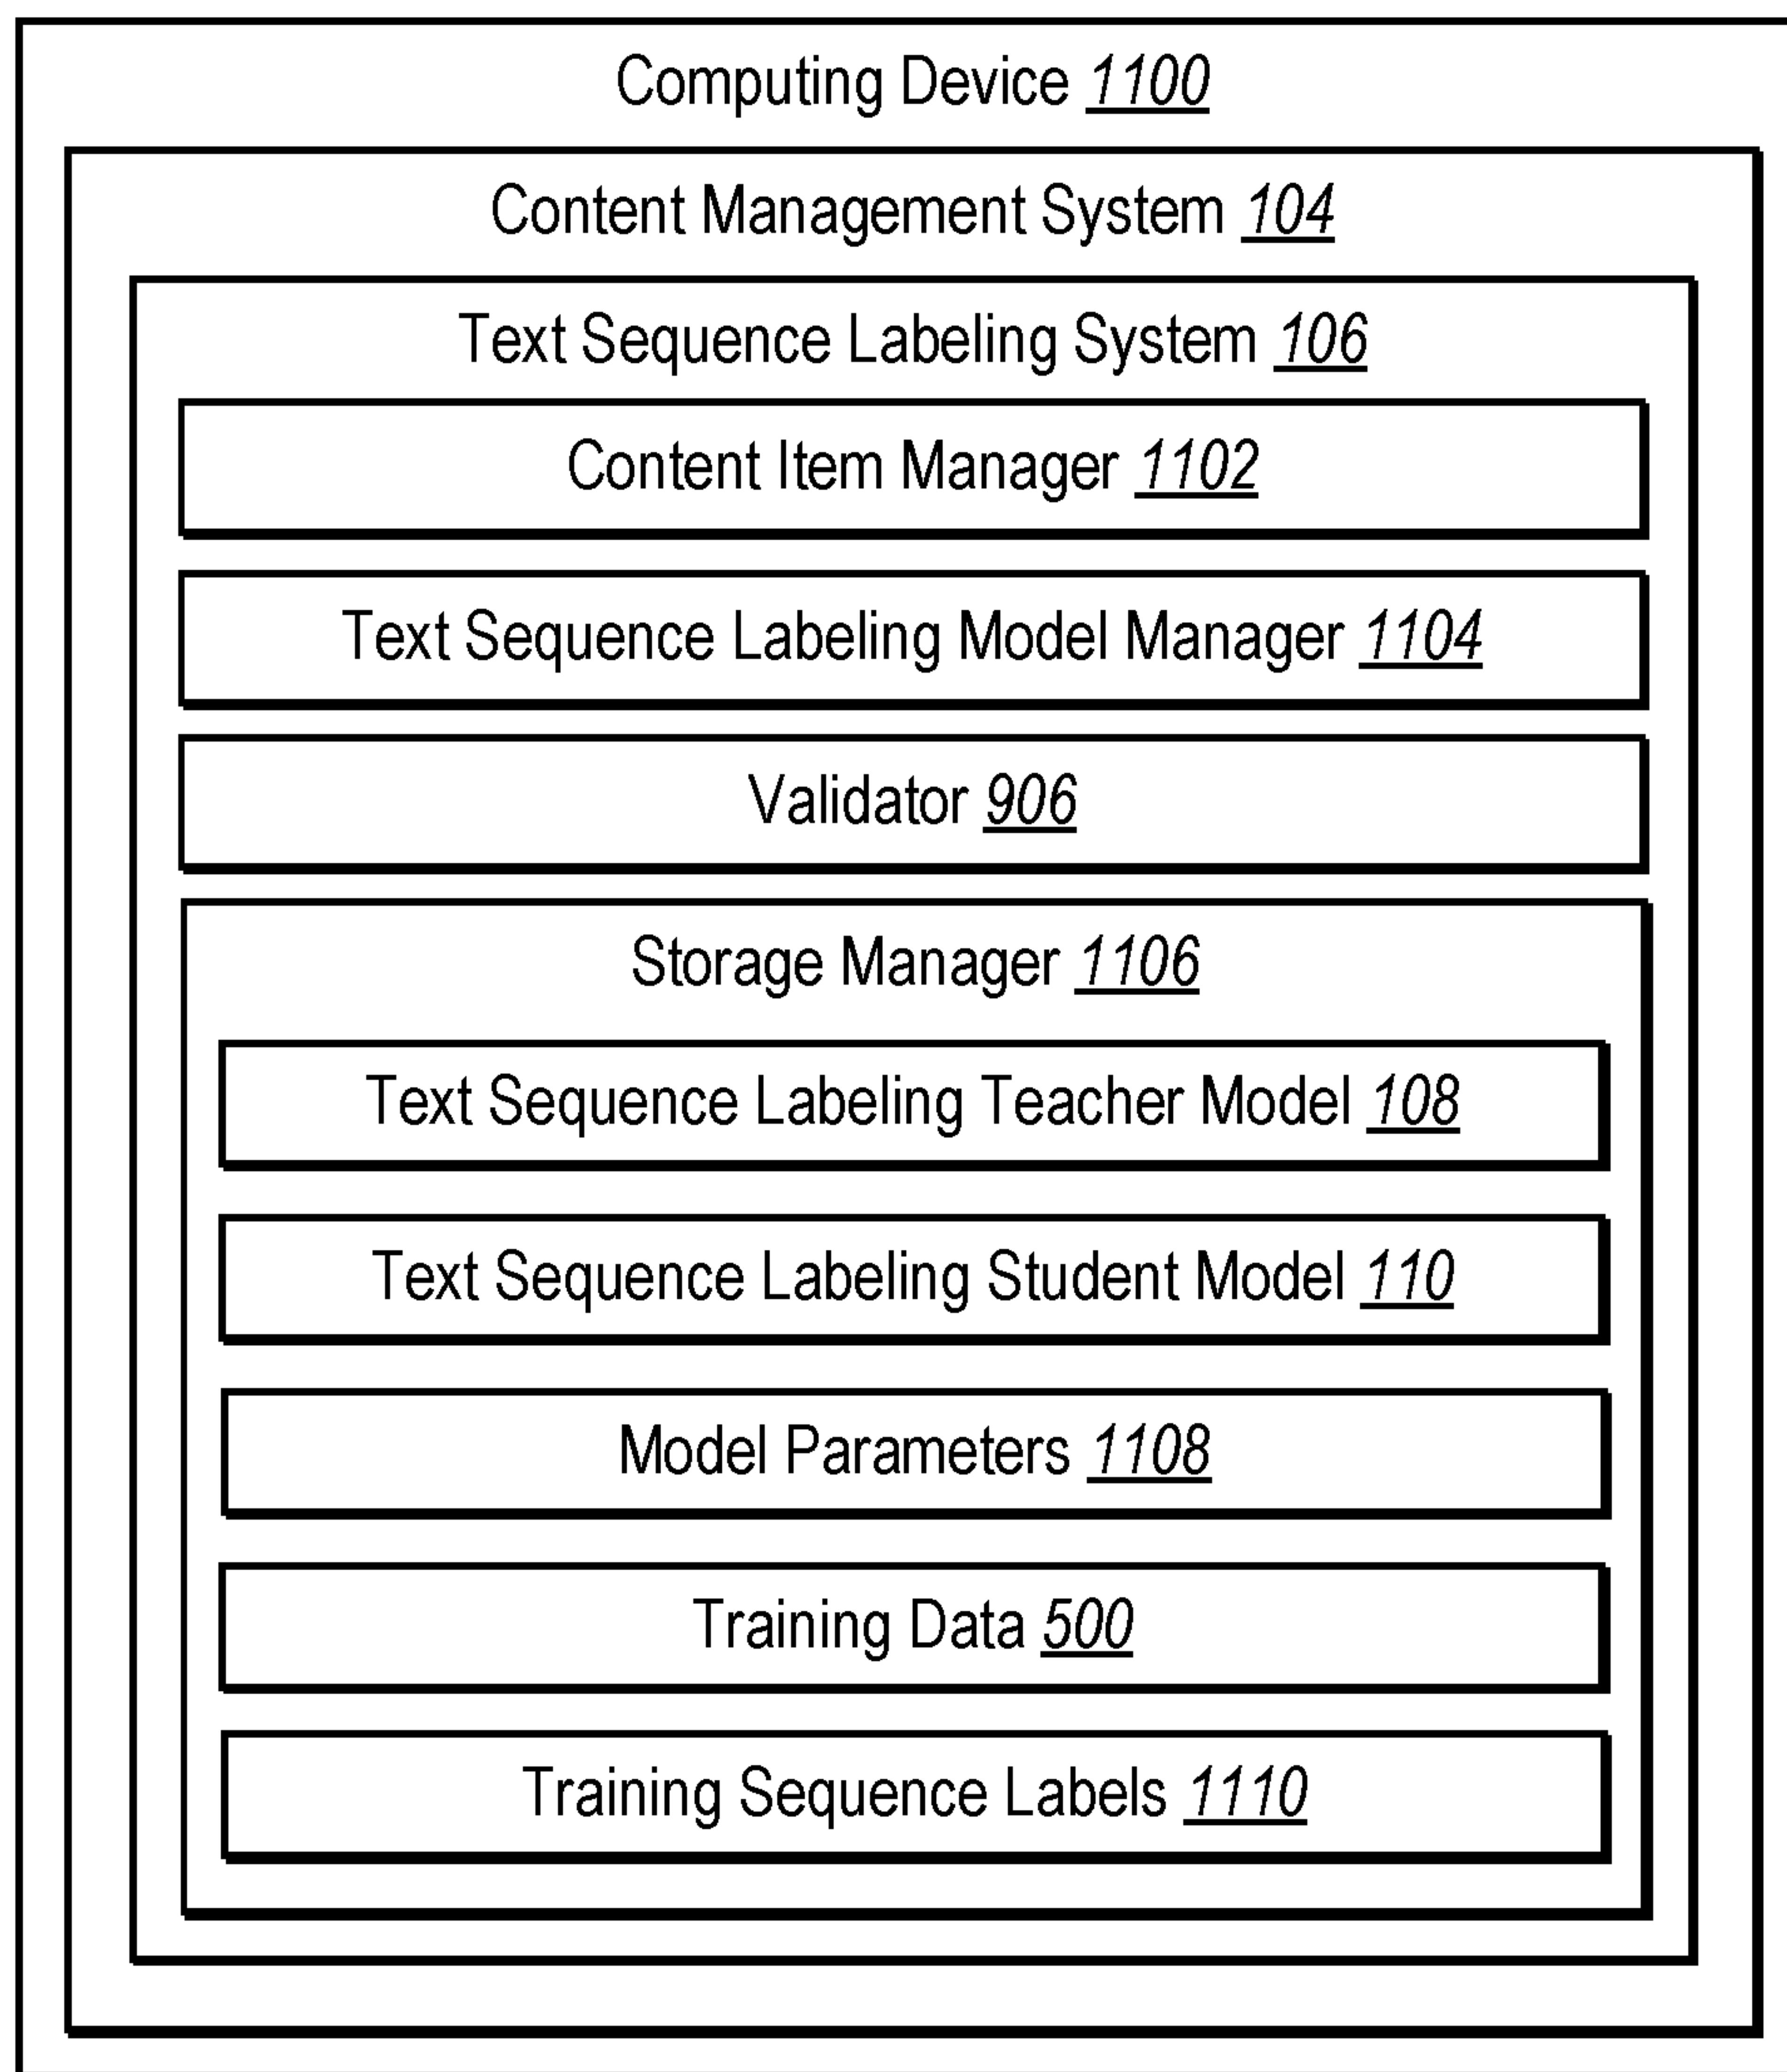 Computing Device 1100
Content Management System 104
Text Sequence Labeling System 106
Content Item Manager 1102
Text Sequence Labeling Model Manager 1104
Validator 906
Storage Manager 1106
Text Sequence Labeling Teacher Model 108
Text Sequence Labeling Student Model 110
Model Parameters 1108
Training Data 500
Training Sequence Labels 1110